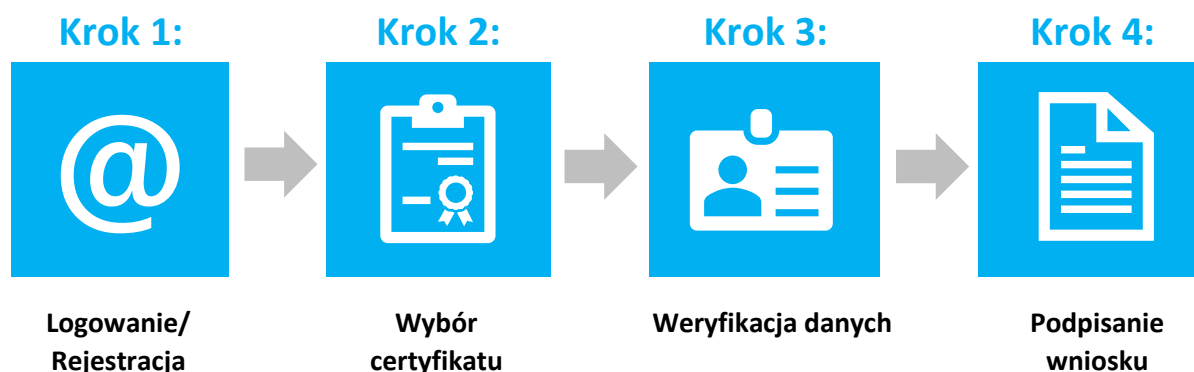 Krok 1:
Krok 2:
Krok 3:
Krok 4:
@
Logowanie/
Rejestracja
Wybór
certyfikatu
Weryfikacja danych
Podpisanie
wniosku